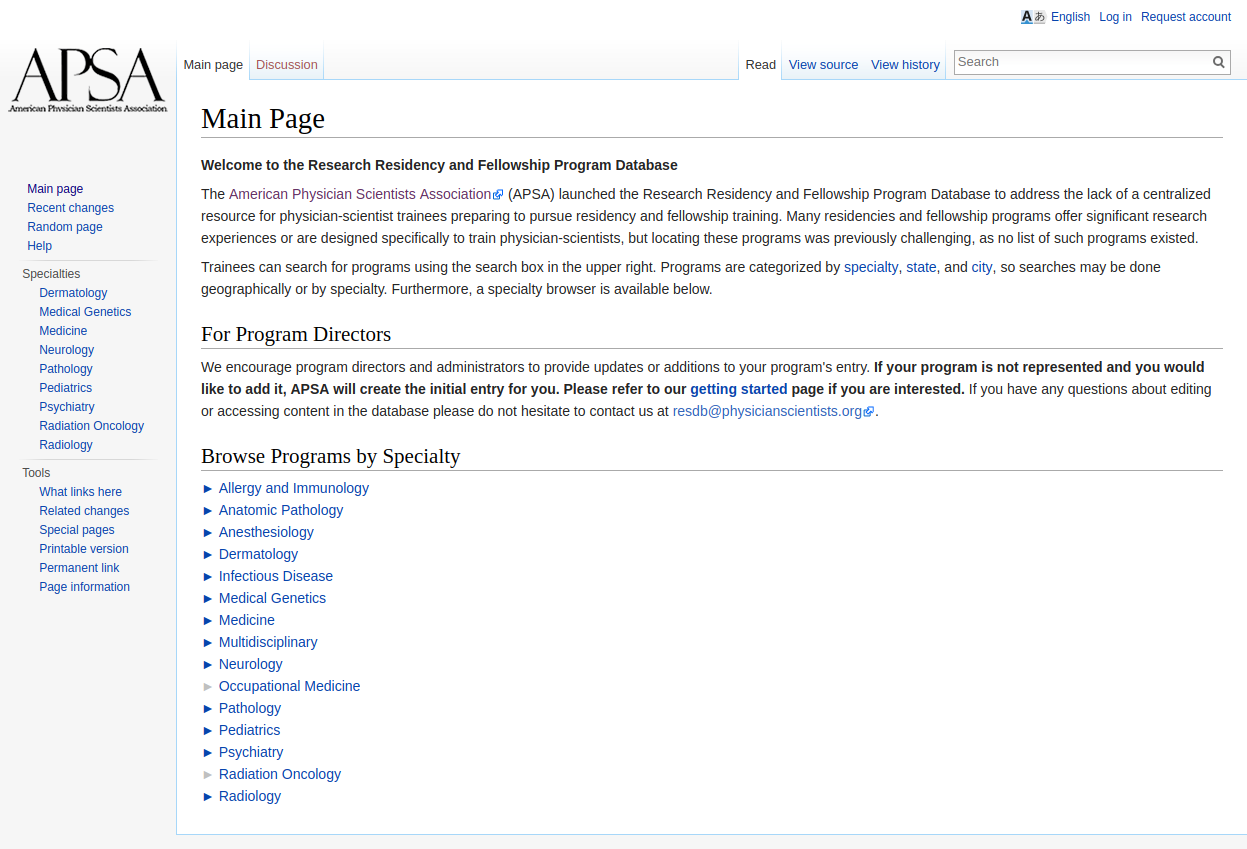 Aあ English Log in Request account
APSA
American Physician Scientists Association
Main page Discussion Read View source View history Search
Main Page
Welcome to the Research Residency and Fellowship Program Database
The American Physician Scientists Association (APSA) launched the Research Residency and Fellowship Program Database to address the lack of a centralized
resource for physician-scientist trainees preparing to pursue residency and fellowship training. Many residencies and fellowship programs offer significant research
experiences or are designed specifically to train physician-scientists, but locating these programs was previously challenging, as no list of such programs existed.
Trainees can search for programs using the search box in the upper right. Programs are categorized by specialty, state, and city, so searches may be done
geographically or by specialty. Furthermore, a specialty browser is available below.
For Program Directors
We encourage program directors and administrators to provide updates or additions to your program's entry. If your program is not represented and you would
like to add it, APSA will create the initial entry for you. Please refer to our getting started page if you are interested. If you have any questions about editing
or accessing content in the database please do not hesitate to contact us at resdb@physicianscientists.org.
Browse Programs by Specialty
► Allergy and Immunology
► Anatomic Pathology
► Anesthesiology
► Dermatology
► Infectious Disease
► Medical Genetics
► Medicine
► Multidisciplinary
► Neurology
► Occupational Medicine
► Pathology
► Pediatrics
► Psychiatry
► Radiation Oncology
► Radiology
Main page
Recent changes
Random page
Help
Specialties
Dermatology
Medical Genetics
Medicine
Neurology
Pathology
Pediatrics
Psychiatry
Radiation Oncology
Radiology
Tools
What links here
Related changes
Special pages
Printable version
Permanent link
Page information